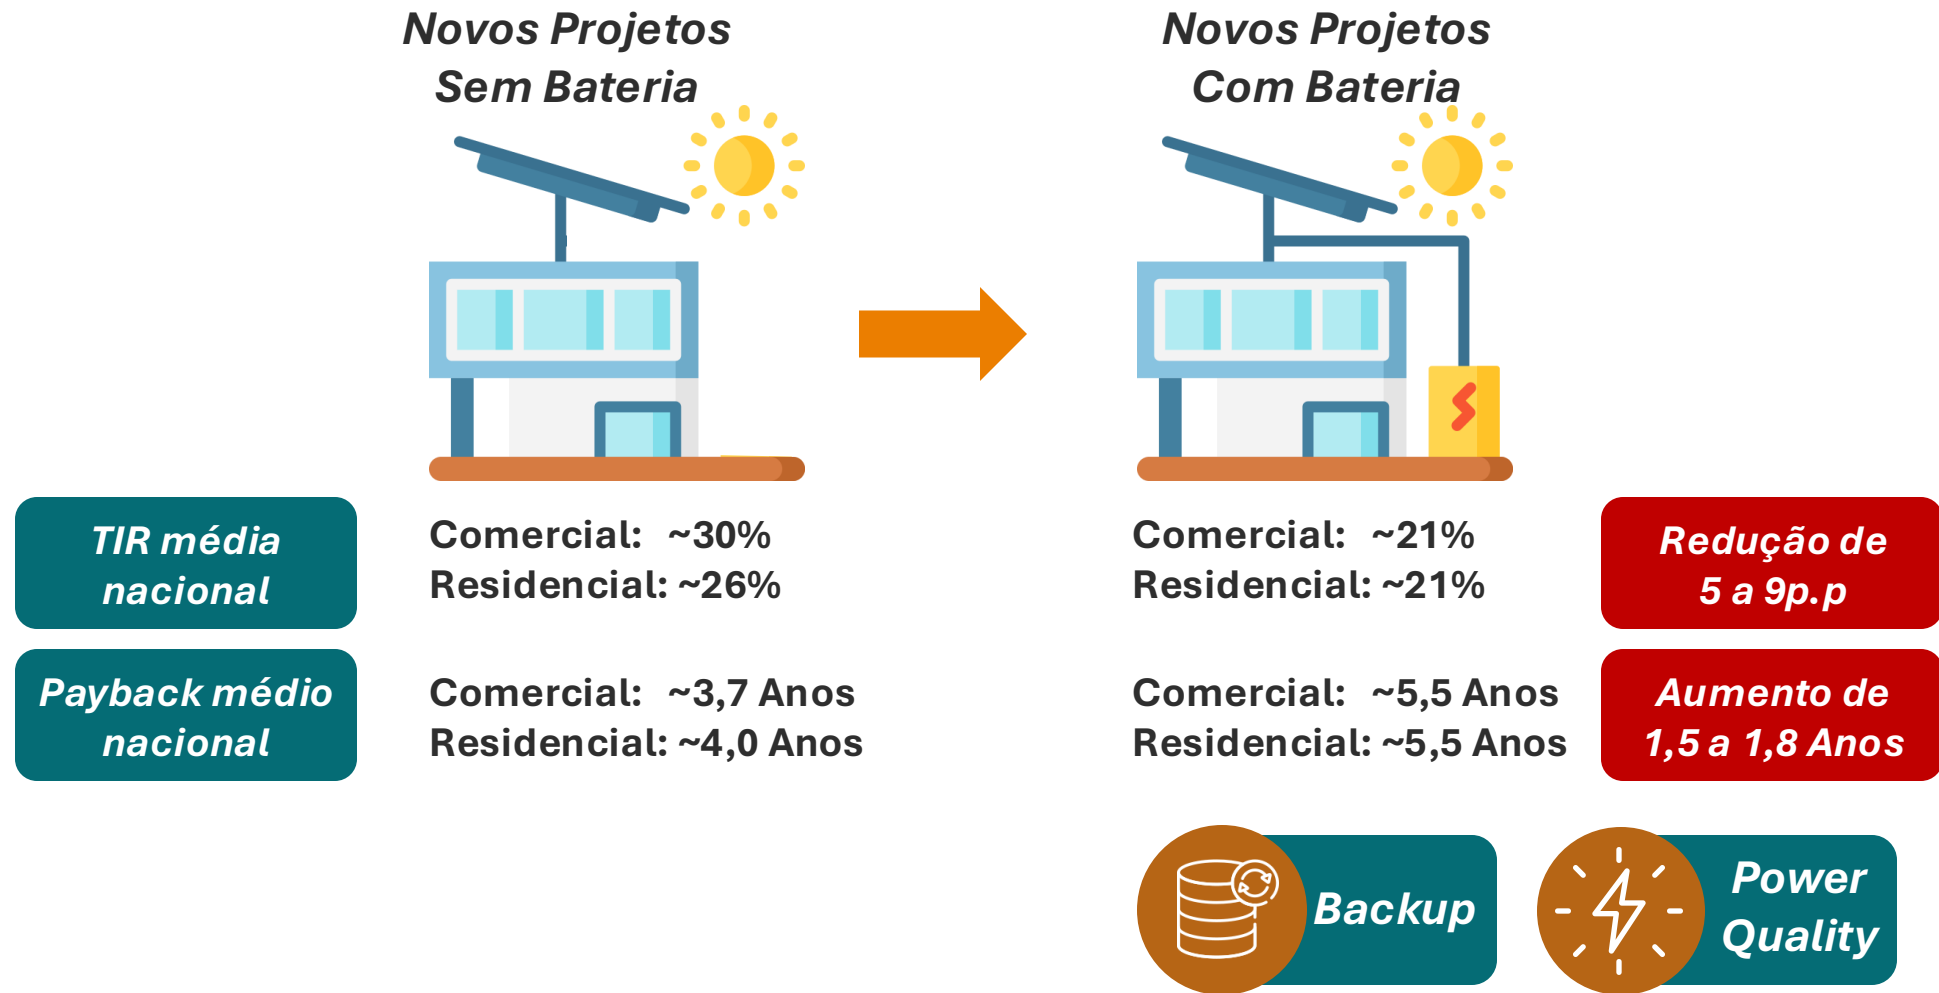 Novos Projetos
Sem Bateria
Novos Projetos
Com Bateria
TIR média
nacional
Comercial: ~30%
Residencial: ~26%
Comercial: ~21%
Residencial: ~21%
Redução de
5 a 9p.p
Payback médio
nacional
Comercial: ~3,7 Anos
Residencial: ~4,0 Anos
Comercial: ~5,5 Anos
Residencial: ~5,5 Anos
Aumento de
1,5 a 1,8 Anos
Backup
Power
Quality